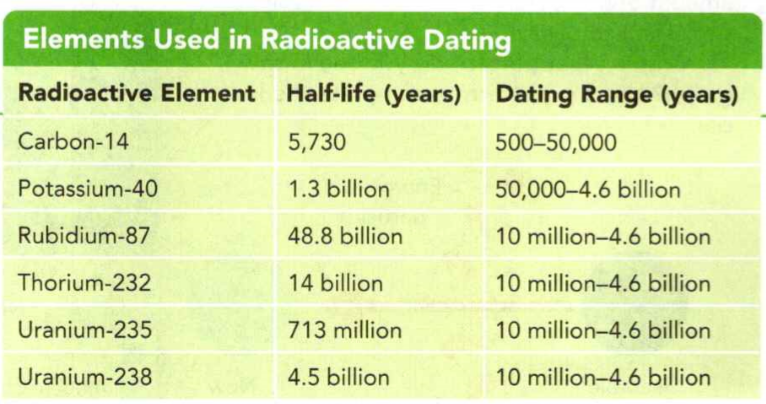 Elements Used in Radioactive Dating
Radioactive Element Half-life (years) Dating Range (years)
Carbon-14 5,730 500–50,000
Potassium-40 1.3 billion 50,000–4.6 billion
Rubidium-87 48.8 billion 10 million–4.6 billion
Thorium-232 14 billion 10 million–4.6 billion
Uranium-235 713 million 10 million–4.6 billion
Uranium-238 4.5 billion 10 million–4.6 billion